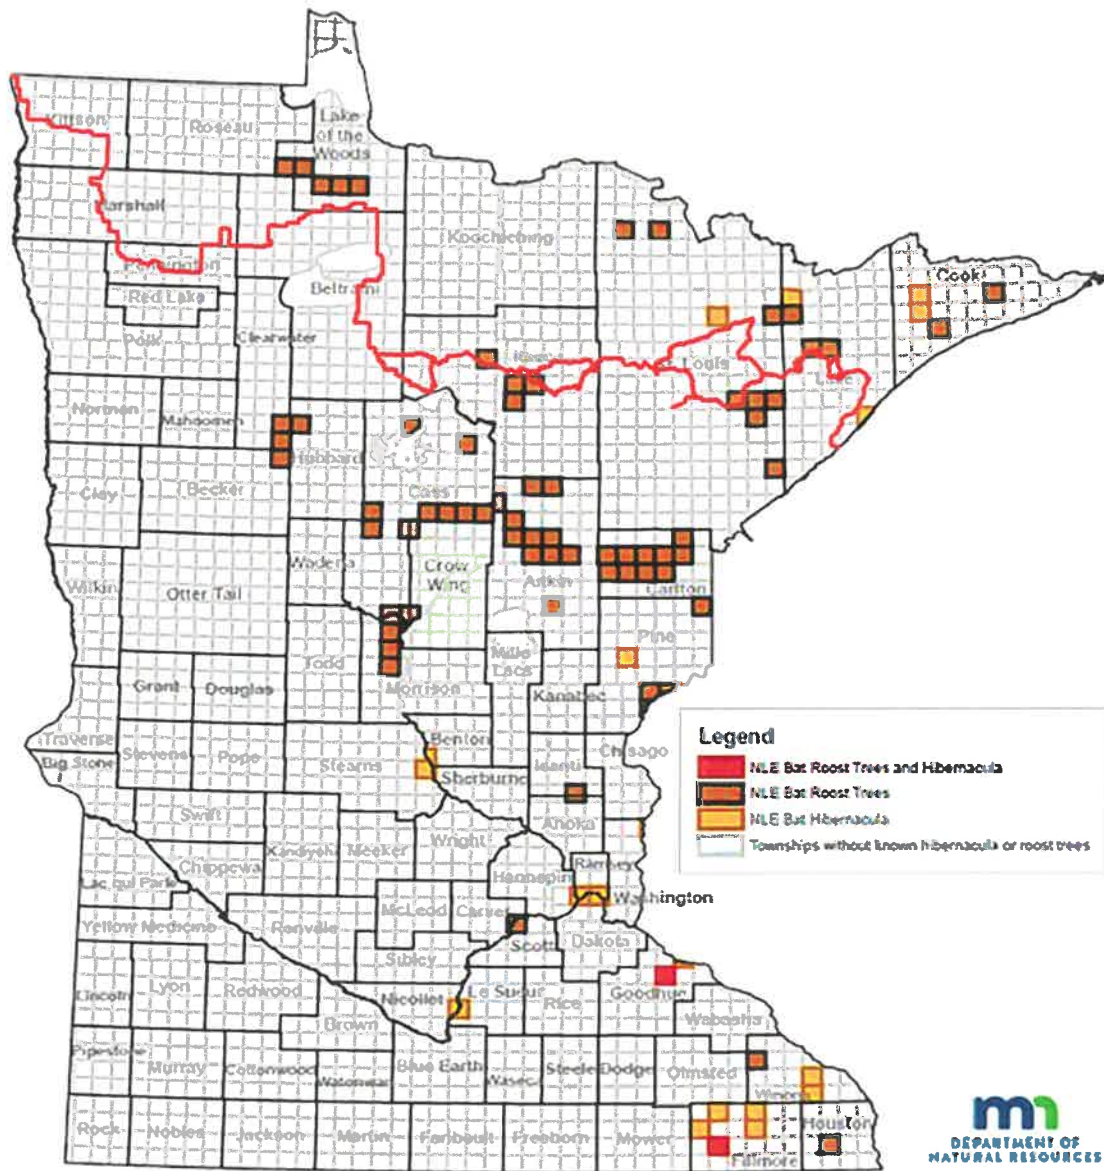 Kittson
Roseau
Lake
of the
Woods
Marshall
Koochiching
Pennington
Red Lake
Beltrami
Cook
Polk
Clearwater
Itasca
St. Louis
Lake
Norman
Mahnomen
Hubbard
Cass
Clay
Becker
Wadena
Crow
Wing
Aitkin
Carlton
Wilkin
Otter Tail
Pine
Todd
Mille
Lacs
Morrison
Kanabec
Grant
Douglas
Traverse
Big Stone
Stevens
Pope
Stearns
Benton
Sherburne
Isanti
Chisago
Swift
Anoka
Kandiyohi
Meeker
Wright
Chippewa
Lac qui Parle
Hennepin
Ramsey
Washington
McLeod
Carver
Yellow Medicine
Renville
Scott
Dakota
Sibley
Lincoln
Lyon
Redwood
Nicollet
Le Sueur
Rice
Goodhue
Wabasha
Brown
Pipestone
Murray
Cottonwood
Watonwan
Blue Earth
Waseca
Steele
Dodge
Olmsted
Winona
Rock
Nobles
Jackson
Martin
Faribault
Freeborn
Mower
Fillmore
Houston
Legend
NLE Bat Roost Trees and Hibernacula
NLE Bat Roost Trees
NLE Bat Hibernacula
Townships without known hibernacula or roost trees
mn
DEPARTMENT OF
NATURAL RESOURCES